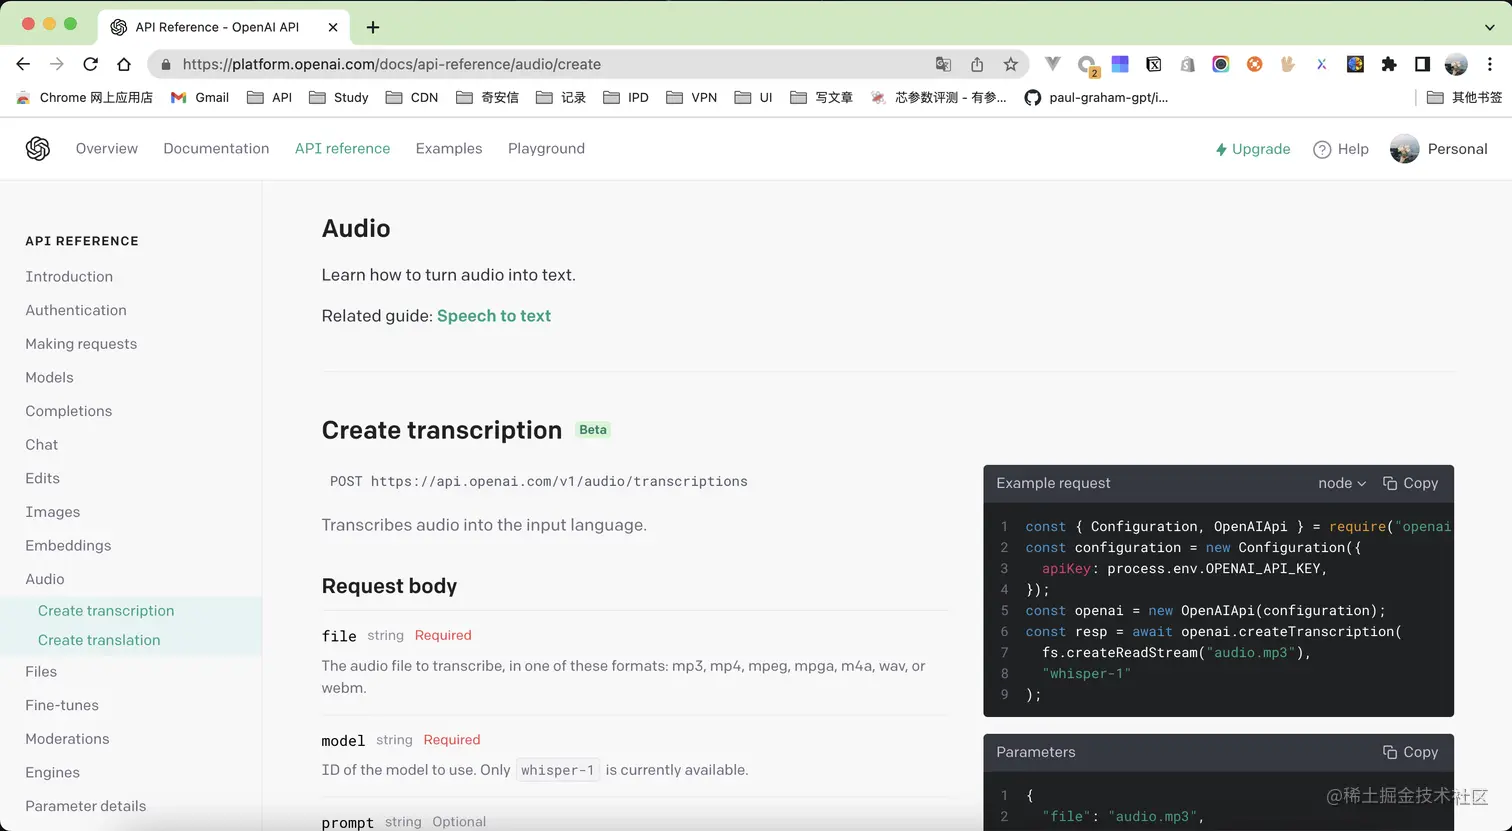 API Reference - OpenAI API
https://platform.openai.com/docs/api-reference/audio/create
2
Chrome 网上应用店 Gmail API Study CDN 奇安信 记录 IPD VPN UI 写文章 芯参数评测 - 有参... paul-graham-gpt/i... 其他书签
Overview Documentation API reference Examples Playground Upgrade Help Personal
API REFERENCE
Introduction
Authentication
Making requests
Models
Completions
Chat
Edits
Images
Embeddings
Audio
Create transcription
Create translation
Files
Fine-tunes
Moderations
Engines
Parameter details
Audio
Learn how to turn audio into text.
Related guide: Speech to text
Create transcription Beta
POST https://api.openai.com/v1/audio/transcriptions
Transcribes audio into the input language.
Request body
file string Required
The audio file to transcribe, in one of these formats: mp3, mp4, mpeg, mpga, m4a, wav, or
webm.
model string Required
ID of the model to use. Only whisper-1 is currently available.
prompt string Optional
Example request node Copy
1 const { Configuration, OpenAIApi } = require("openai
2 const configuration = new Configuration({
3 apiKey: process.env.OPENAI_API_KEY,
4 });
5 const openai = new OpenAIApi(configuration);
6 const resp = await openai.createTranscription(
7 fs.createReadStream("audio.mp3"),
8 "whisper-1"
9 );
Parameters Copy
1 {
2 "file": "audio.mp3",
@稀土掘金技术社区